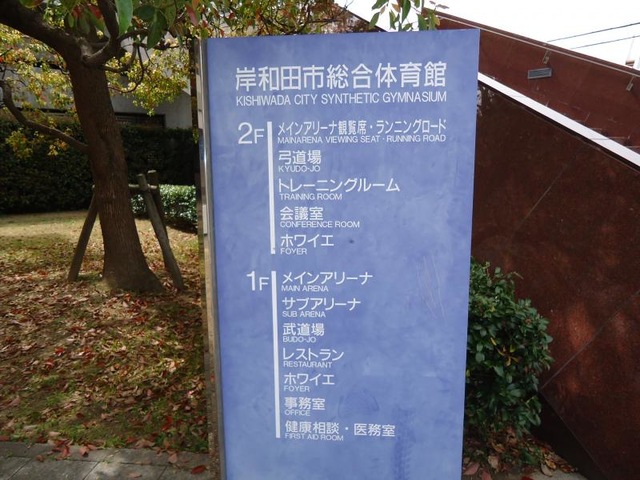 岸和田市総合体育館
KISHIWADA CITY SYNTHETIC GYMNASIUM
2F
メインアリーナ観覧席・ランニングロード
MAINARENA VIEWING SEAT · RUNNING ROAD
弓道場
KYUDO-JO
トレーニングルーム
TRAINING ROOM
会議室
CONFERENCE ROOM
ホワイエ
FOYER
1F
メインアリーナ
MAIN ARENA
サブアリーナ
SUB ARENA
武道場
BUDO-JO
レストラン
RESTAURANT
ホワイエ
FOYER
事務室
OFFICE
健康相談・医務室
FIRST AID ROOM